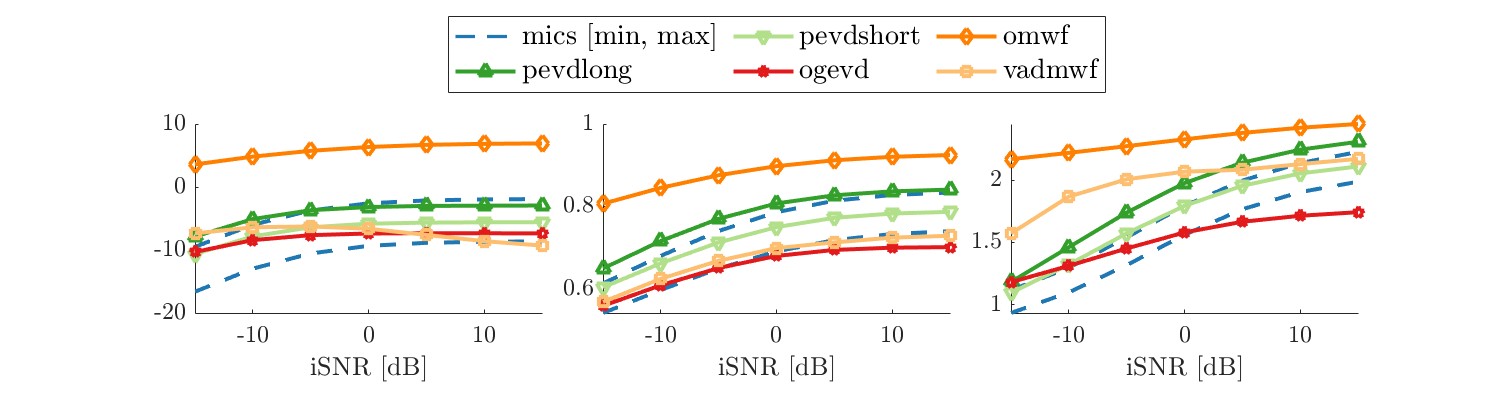 mics [min, max] pevdshort omwf
pevdlong ogevd vadmwf
10
0
-10
-20
-10 0 10
iSNR [dB]
1
0.8
0.6
-10 0 10
iSNR [dB]
2
1.5
1
-10 0 10
iSNR [dB]